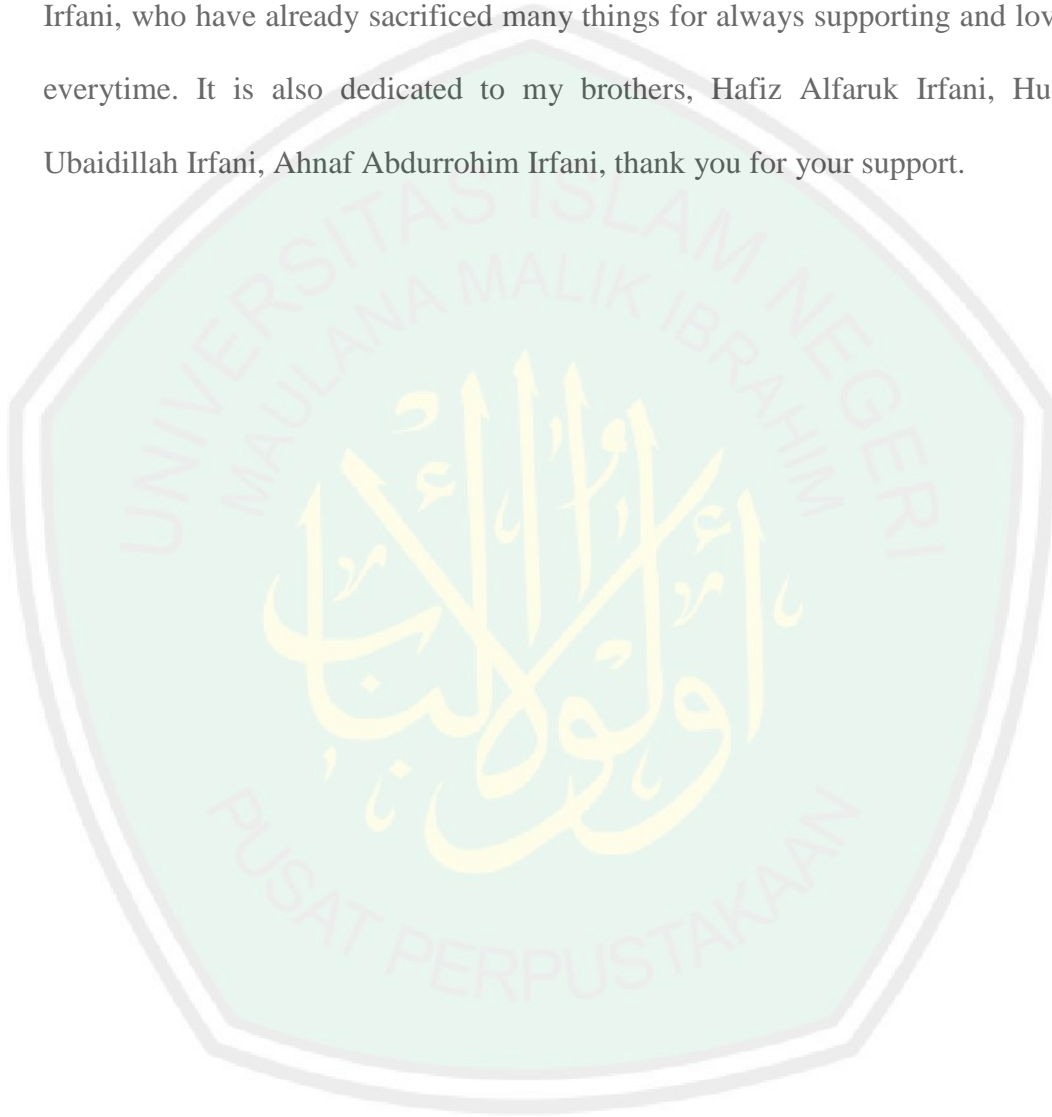 Irfani, who have already sacrificed many things for always supporting and lov
everytime. It is also dedicated to my brothers, Hafiz Alfaruk Irfani, Hu
Ubaidillah Irfani, Ahnaf Abdurrohim Irfani, thank you for your support.
UNIVERSITAS ISLAM NEGERI
MAULANA MALIK IBRAHIM
أولوا الألباب
PUSAT PERPUSTAKAAN